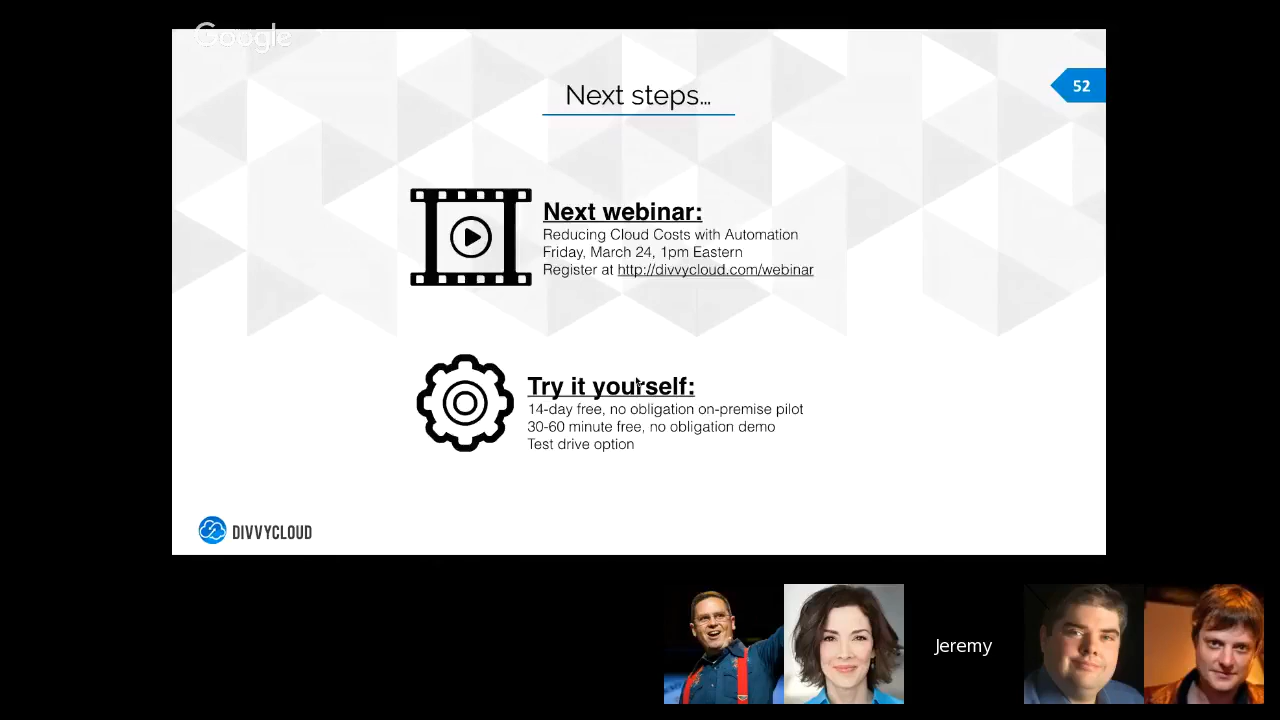 Google
Next steps…
52
Next webinar:
Reducing Cloud Costs with Automation
Friday, March 24, 1pm Eastern
Register at http://divvycloud.com/webinar
Try it yourself:
14-day free, no obligation on-premise pilot
30-60 minute free, no obligation demo
Test drive option
DIVVYCLOUD
Jeremy